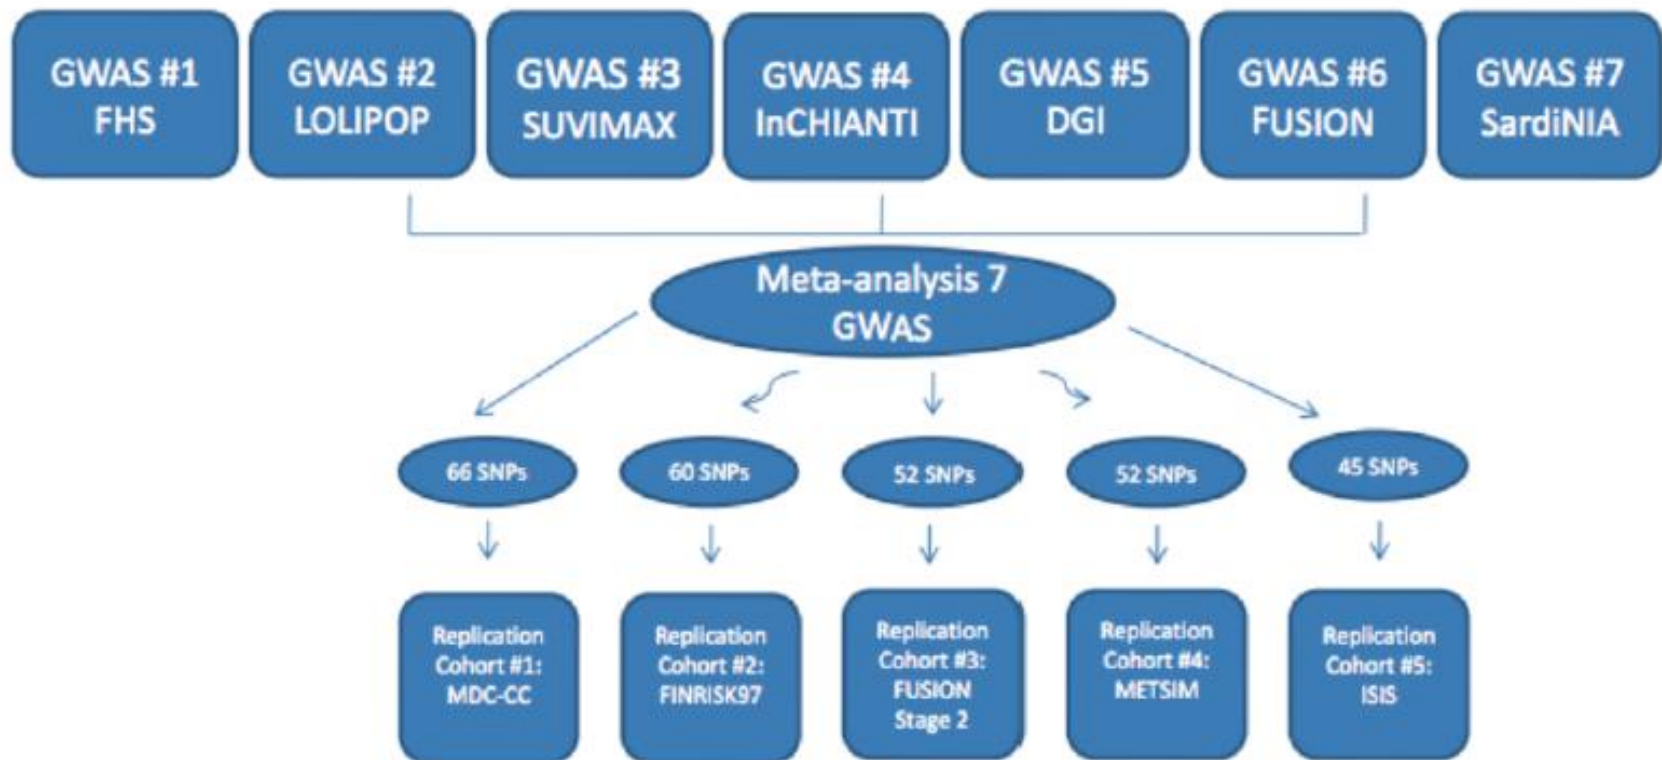 GWAS #1
FHS
GWAS #2
LOLIPOP
GWAS #3
SUVIMAX
GWAS #4
InCHIANTI
GWAS #5
DGI
GWAS #6
FUSION
GWAS #7
SardiNIA
Meta-analysis 7
GWAS
66 SNPs
60 SNPs
52 SNPs
52 SNPs
45 SNPs
Replication
Cohort #1:
MDC-CC
Replication
Cohort #2:
FINRISK97
Replication
Cohort #3:
FUSION
Stage 2
Replication
Cohort #4:
METSIM
Replication
Cohort #5:
ISIS